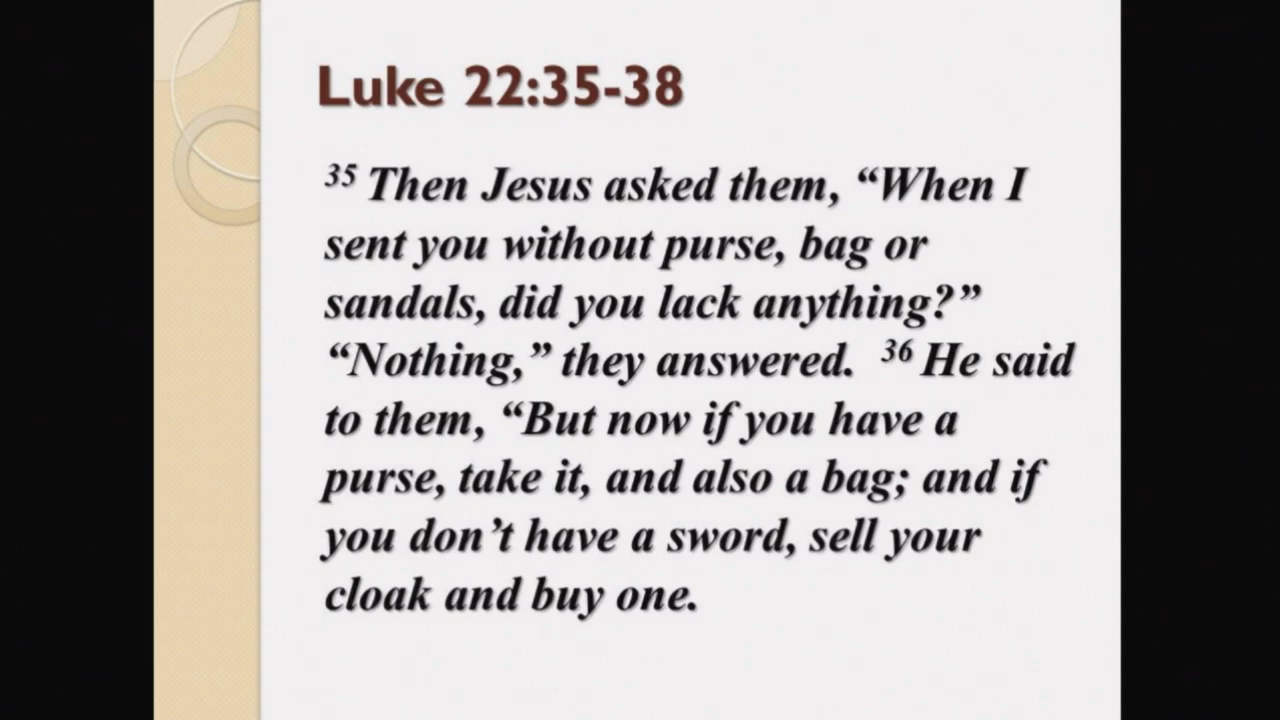 Luke 22:35-38
35 Then Jesus asked them, “When I
sent you without purse, bag or
sandals, did you lack anything?”
“Nothing,” they answered.  36 He said
to them, “But now if you have a
purse, take it, and also a bag; and if
you don’t have a sword, sell your
cloak and buy one.